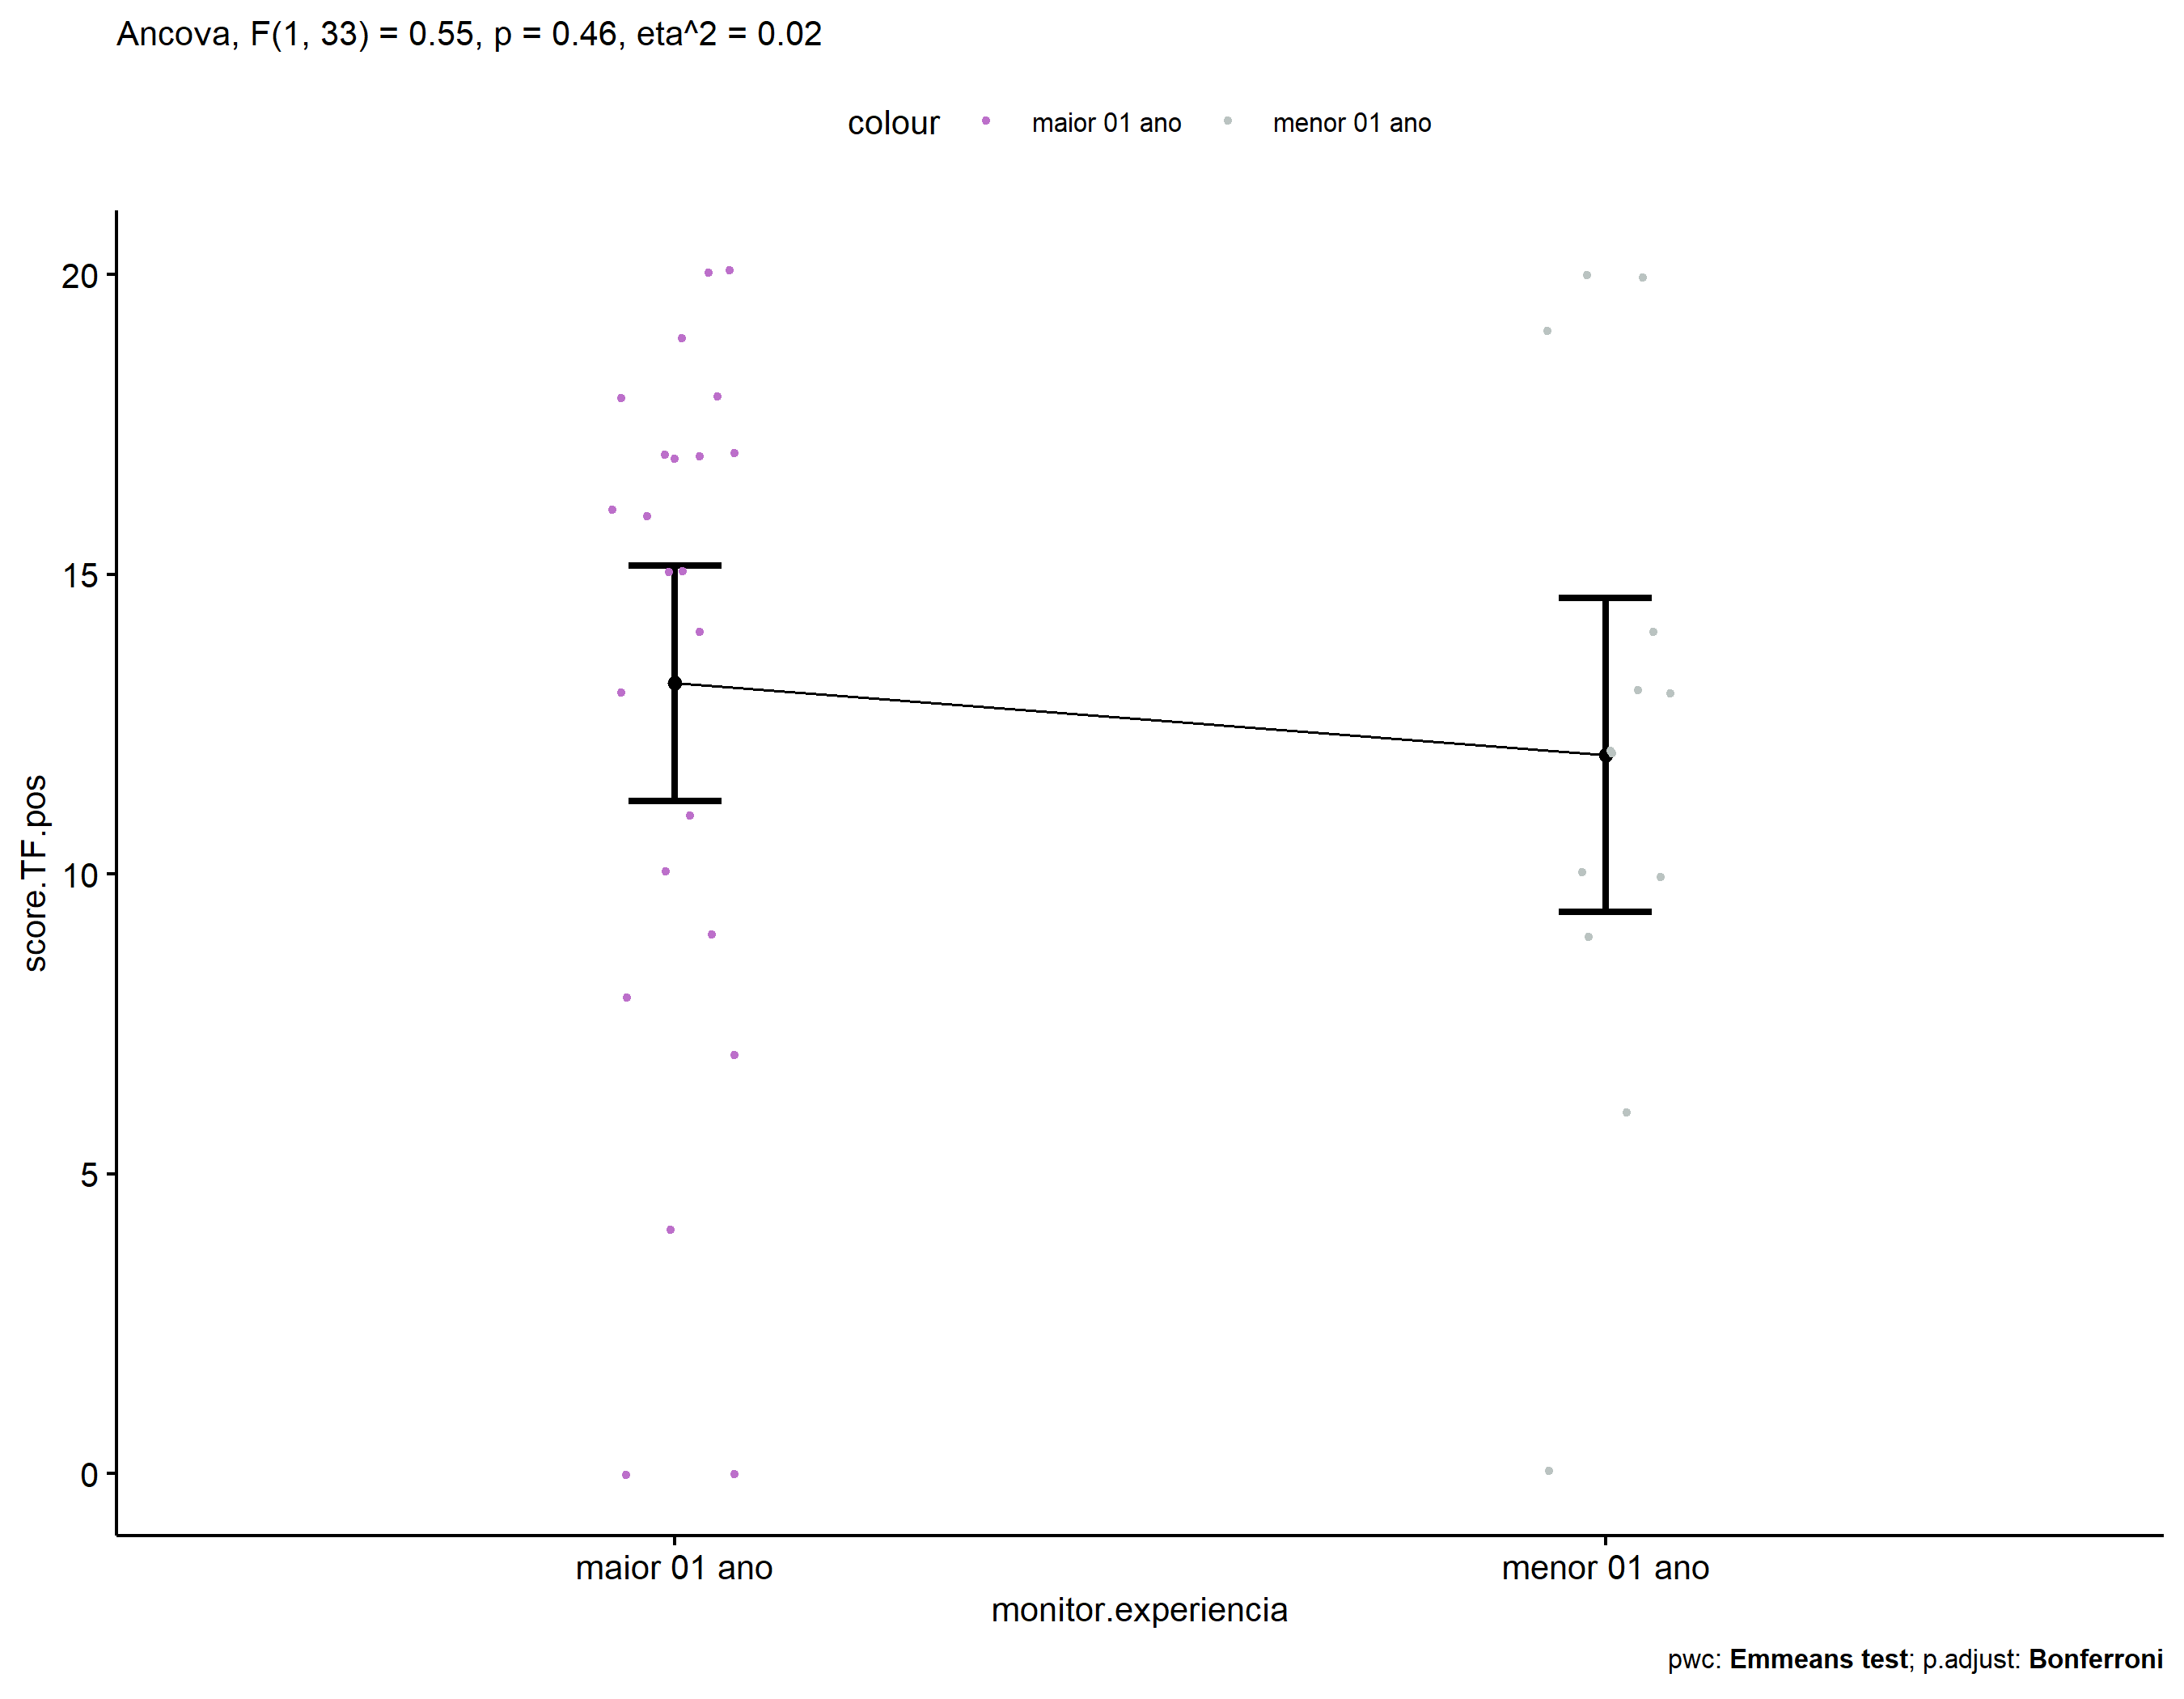 Ancova, F(1, 33) = 0.55, p = 0.46, eta^2 = 0.02
colour maior 01 ano menor 01 ano
20
15
10
5
0
score.TF.pos
maior 01 ano menor 01 ano
monitor.experiencia
pwc: Emmeans test; p.adjust: Bonferroni